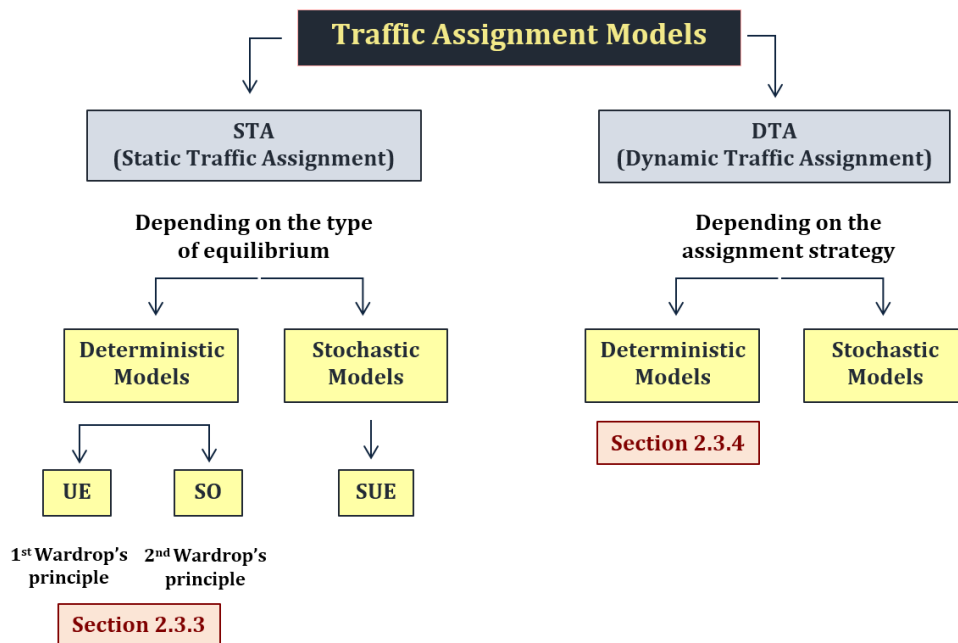 Traffic Assignment Models
STA
(Static Traffic Assignment)
DTA
(Dynamic Traffic Assignment)
Depending on the type
of equilibrium
Depending on the
assignment strategy
Deterministic
Models
Stochastic
Models
Deterministic
Models
Stochastic
Models
Section 2.3.4
UE
SO
SUE
1st Wardrop's
principle
2nd Wardrop's
principle
Section 2.3.3